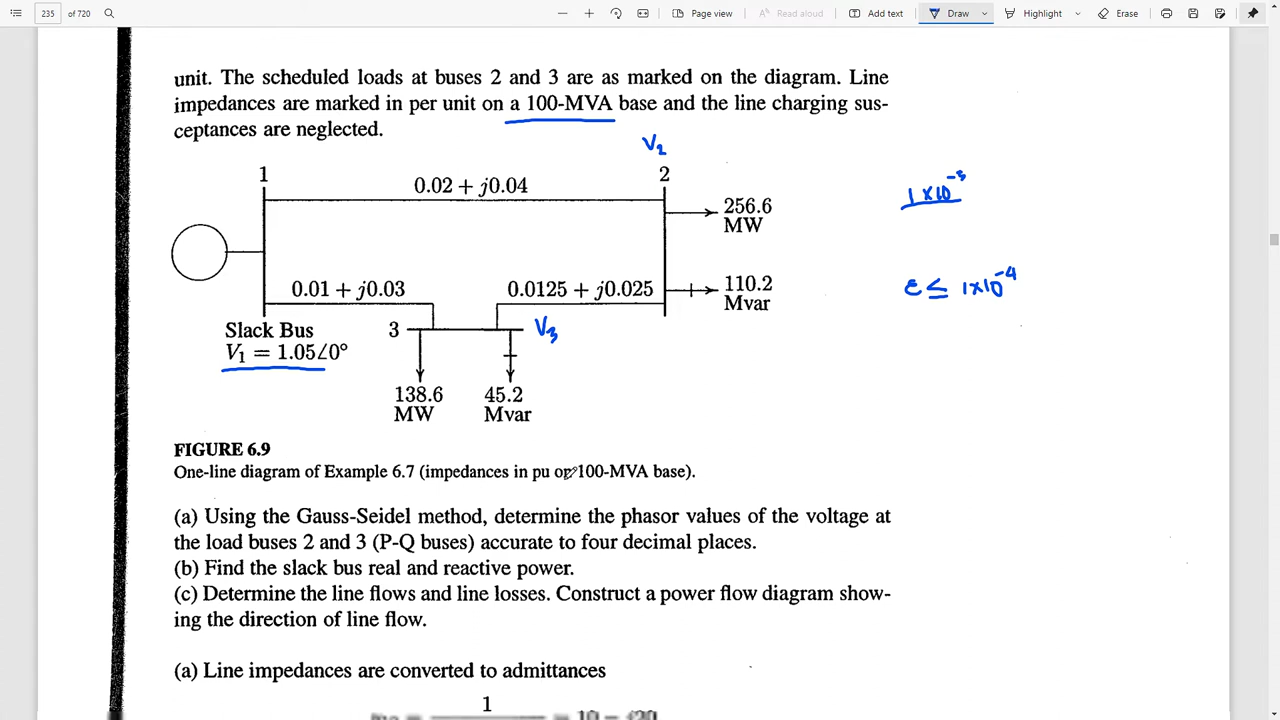 235 of 720
Page view
Read aloud
Add text
Draw
Highlight
Erase
unit. The scheduled loads at buses 2 and 3 are as marked on the diagram. Line
impedances are marked in per unit on a 100-MVA base and the line charging sus-
ceptances are neglected.
V₂
1
2
0.02 + j0.04
1×10⁻³
256.6
MW
0.01 + j0.03
0.0125 + j0.025
110.2
Mvar
ε ≤ 1×10⁻⁴
Slack Bus
3
V₃
V₁ = 1.05∠0°
138.6
MW
45.2
Mvar
FIGURE 6.9
One-line diagram of Example 6.7 (impedances in pu on 100-MVA base).
(a) Using the Gauss-Seidel method, determine the phasor values of the voltage at
the load buses 2 and 3 (P-Q buses) accurate to four decimal places.
(b) Find the slack bus real and reactive power.
(c) Determine the line flows and line losses. Construct a power flow diagram show-
ing the direction of line flow.
(a) Line impedances are converted to admittances
1
= 10 − j20